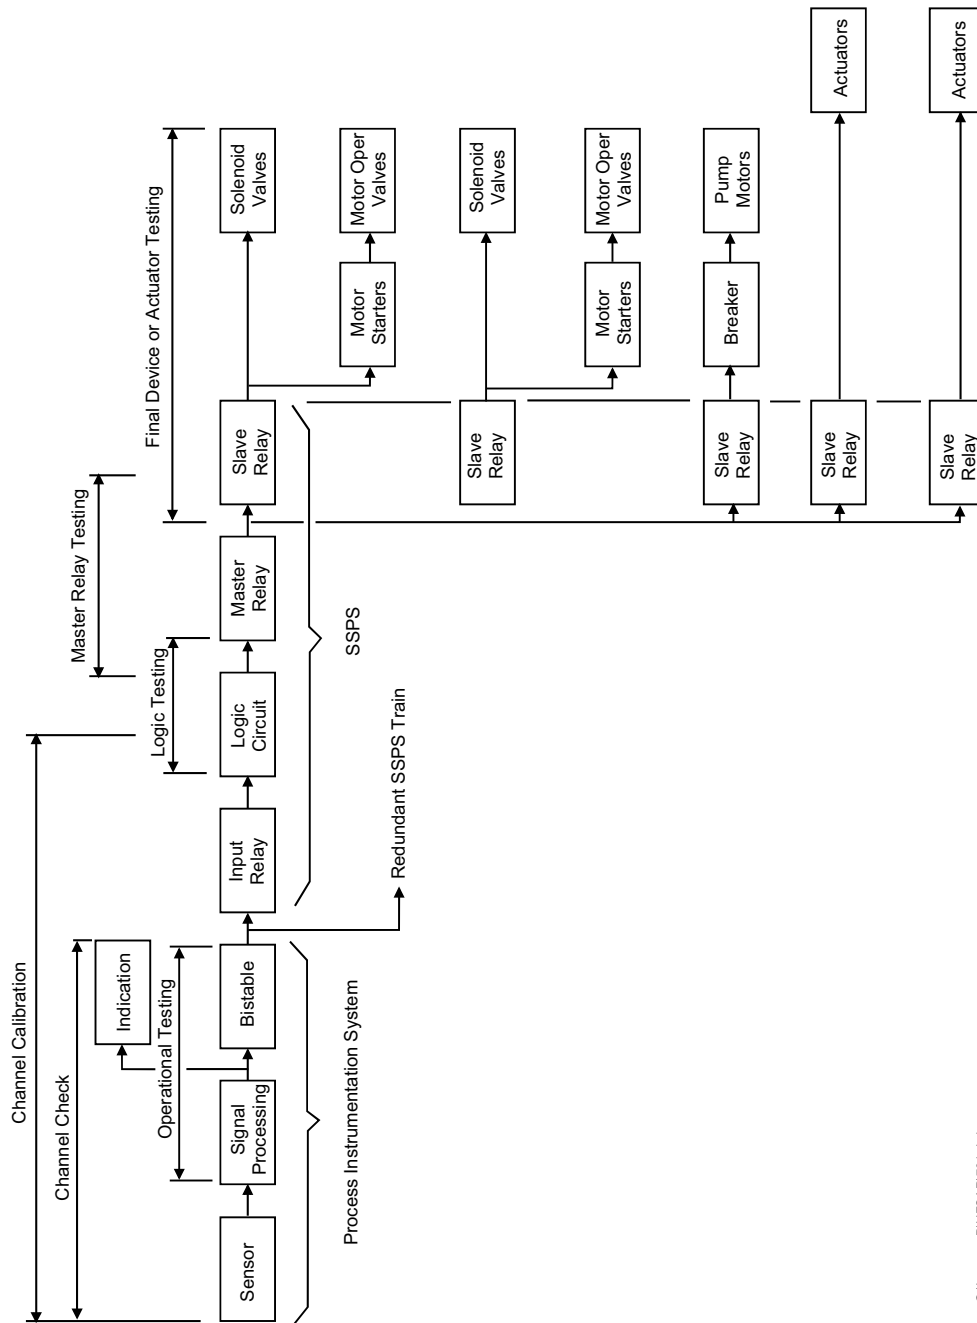 Channel Calibration
Channel Check
Master Relay Testing
Final Device or Actuator Testing
Operational Testing
Logic Testing
Indication
Sensor
Signal
Processing
Bistable
Input
Relay
Logic
Circuit
Master
Relay
Slave
Relay
Solenoid
Valves
Motor
Starters
Motor Oper
Valves
Process Instrumentation System
SSPS
Redundant SSPS Train
Slave
Relay
Solenoid
Valves
Motor
Starters
Motor Oper
Valves
Slave
Relay
Breaker
Pump
Motors
Slave
Relay
Actuators
Slave
Relay
Actuators